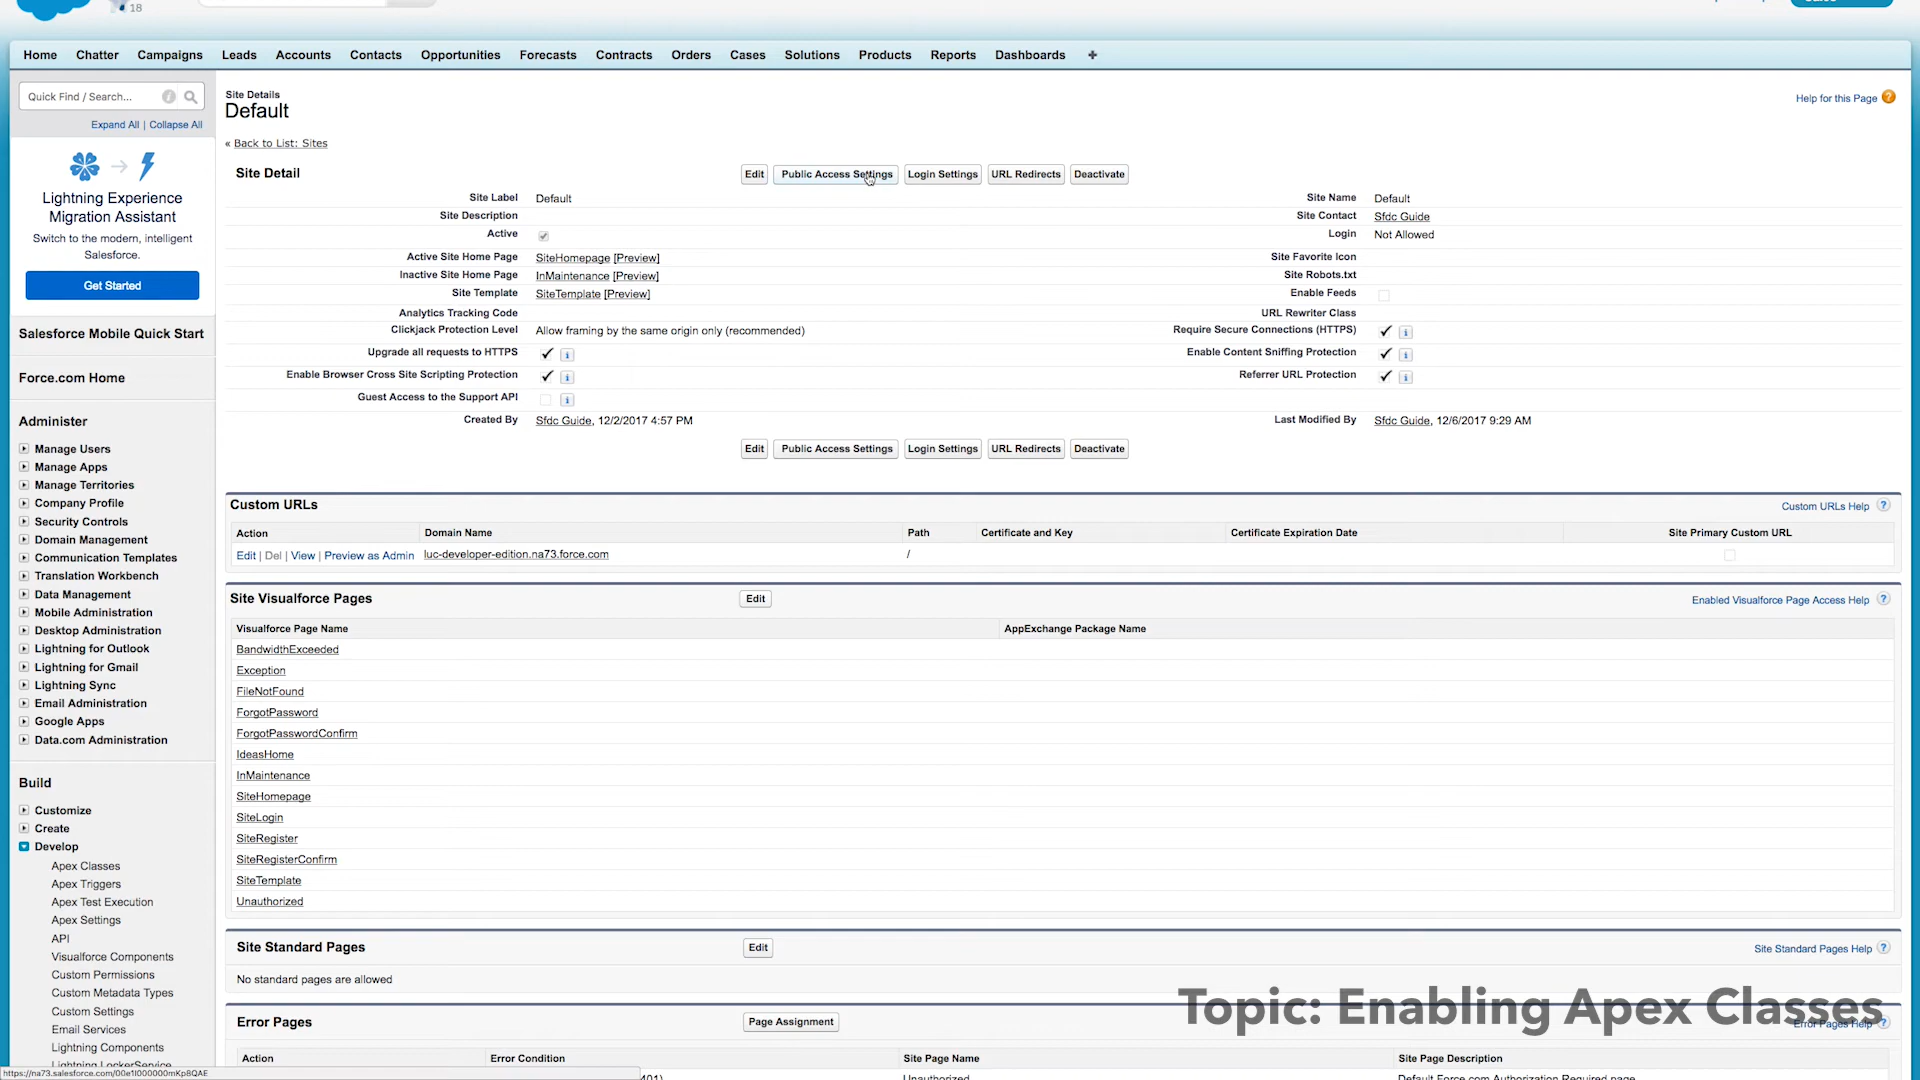 18
Home Chatter Campaigns Leads Accounts Contacts Opportunities Forecasts Contracts Orders Cases Solutions Products Reports Dashboards +
Quick Find / Search...
Expand All | Collapse All
Lightning Experience
Migration Assistant
Switch to the modern, intelligent
Salesforce.
Get Started
Salesforce Mobile Quick Start
Force.com Home
Administer
Manage Users
Manage Apps
Manage Territories
Company Profile
Security Controls
Domain Management
Communication Templates
Translation Workbench
Data Management
Mobile Administration
Desktop Administration
Lightning for Outlook
Lightning for Gmail
Lightning Sync
Email Administration
Google Apps
Data.com Administration
Build
Customize
Create
Develop
Apex Classes
Apex Triggers
Apex Test Execution
Apex Settings
API
Visualforce Components
Custom Permissions
Custom Metadata Types
Custom Settings
Email Services
Lightning Components
Lightning LockerService
https://na73.salesforce.com/00e1I000000mKp8QAE
Site Details
Default
Help for this Page
« Back to List: Sites
Site Detail Edit Public Access Settings Login Settings URL Redirects Deactivate
Site Label Default Site Name Default
Site Description Site Contact Sfdc Guide
Active Login Not Allowed
Active Site Home Page SiteHomepage [Preview] Site Favorite Icon
Inactive Site Home Page InMaintenance [Preview] Site Robots.txt
Site Template SiteTemplate [Preview] Enable Feeds
Analytics Tracking Code URL Rewriter Class
Clickjack Protection Level Allow framing by the same origin only (recommended) Require Secure Connections (HTTPS)
Upgrade all requests to HTTPS Enable Content Sniffing Protection
Enable Browser Cross Site Scripting Protection Referrer URL Protection
Guest Access to the Support API
Created By Sfdc Guide, 12/2/2017 4:57 PM Last Modified By Sfdc Guide, 12/6/2017 9:29 AM
Edit Public Access Settings Login Settings URL Redirects Deactivate
Custom URLs Custom URLs Help ?
Action Domain Name Path Certificate and Key Certificate Expiration Date Site Primary Custom URL
Edit | Del | View | Preview as Admin luc-developer-edition.na73.force.com /
Site Visualforce Pages Edit Enabled Visualforce Page Access Help ?
Visualforce Page Name AppExchange Package Name
BandwidthExceeded
Exception
FileNotFound
ForgotPassword
ForgotPasswordConfirm
IdeasHome
InMaintenance
SiteHomepage
SiteLogin
SiteRegister
SiteRegisterConfirm
SiteTemplate
Unauthorized
Site Standard Pages Edit Site Standard Pages Help ?
No standard pages are allowed
Topic: Enabling Apex Classes
Error Pages Page Assignment Error Pages Help ?
Action Error Condition Site Page Name Site Page Description
401) Unauthorized Default Force.com Authorization Required page